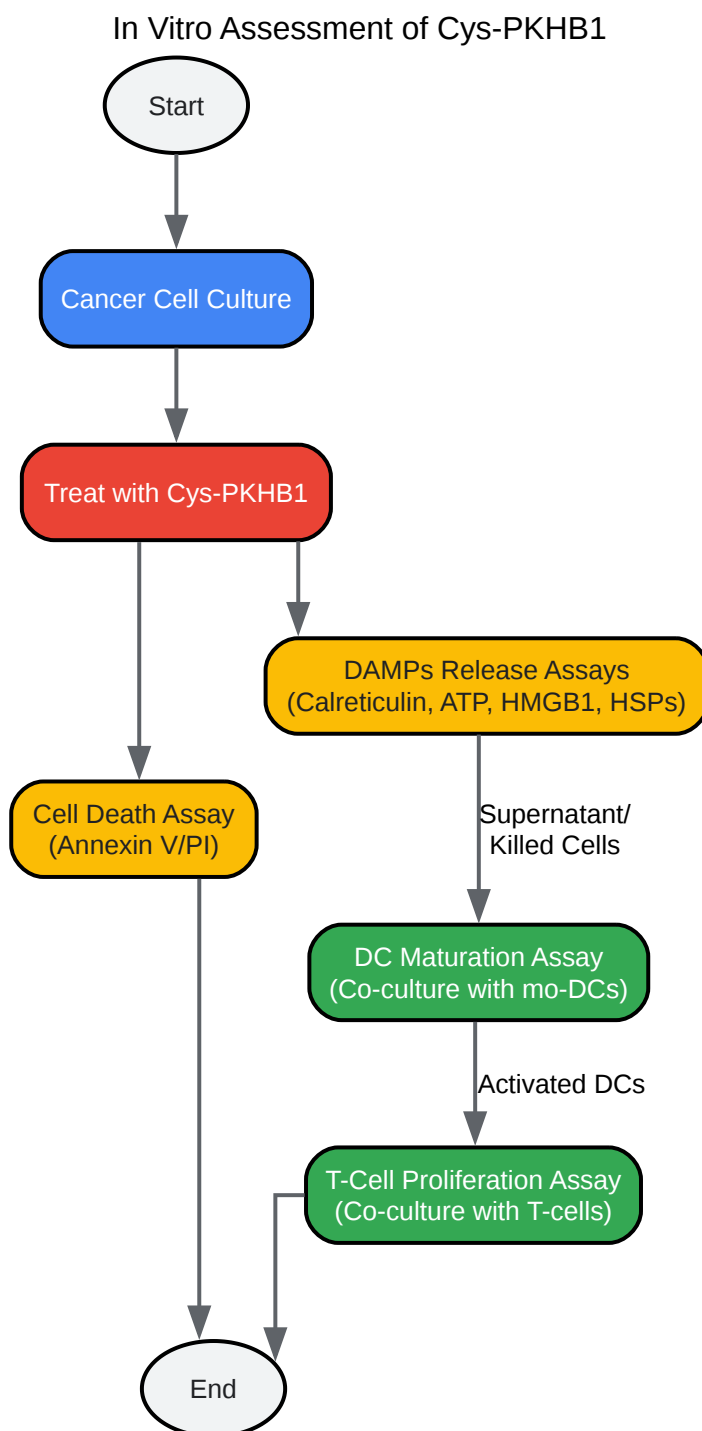 In Vitro Assessment of Cys-PKHB1
Start
Cancer Cell Culture
Treat with Cys-PKHB1
DAMPs Release Assays
(Calreticulin, ATP, HMGB1, HSPs)
Cell Death Assay
(Annexin V/PI)
Supernatant/
Killed Cells
DC Maturation Assay
(Co-culture with mo-DCs)
Activated DCs
T-Cell Proliferation Assay
(Co-culture with T-cells)
End